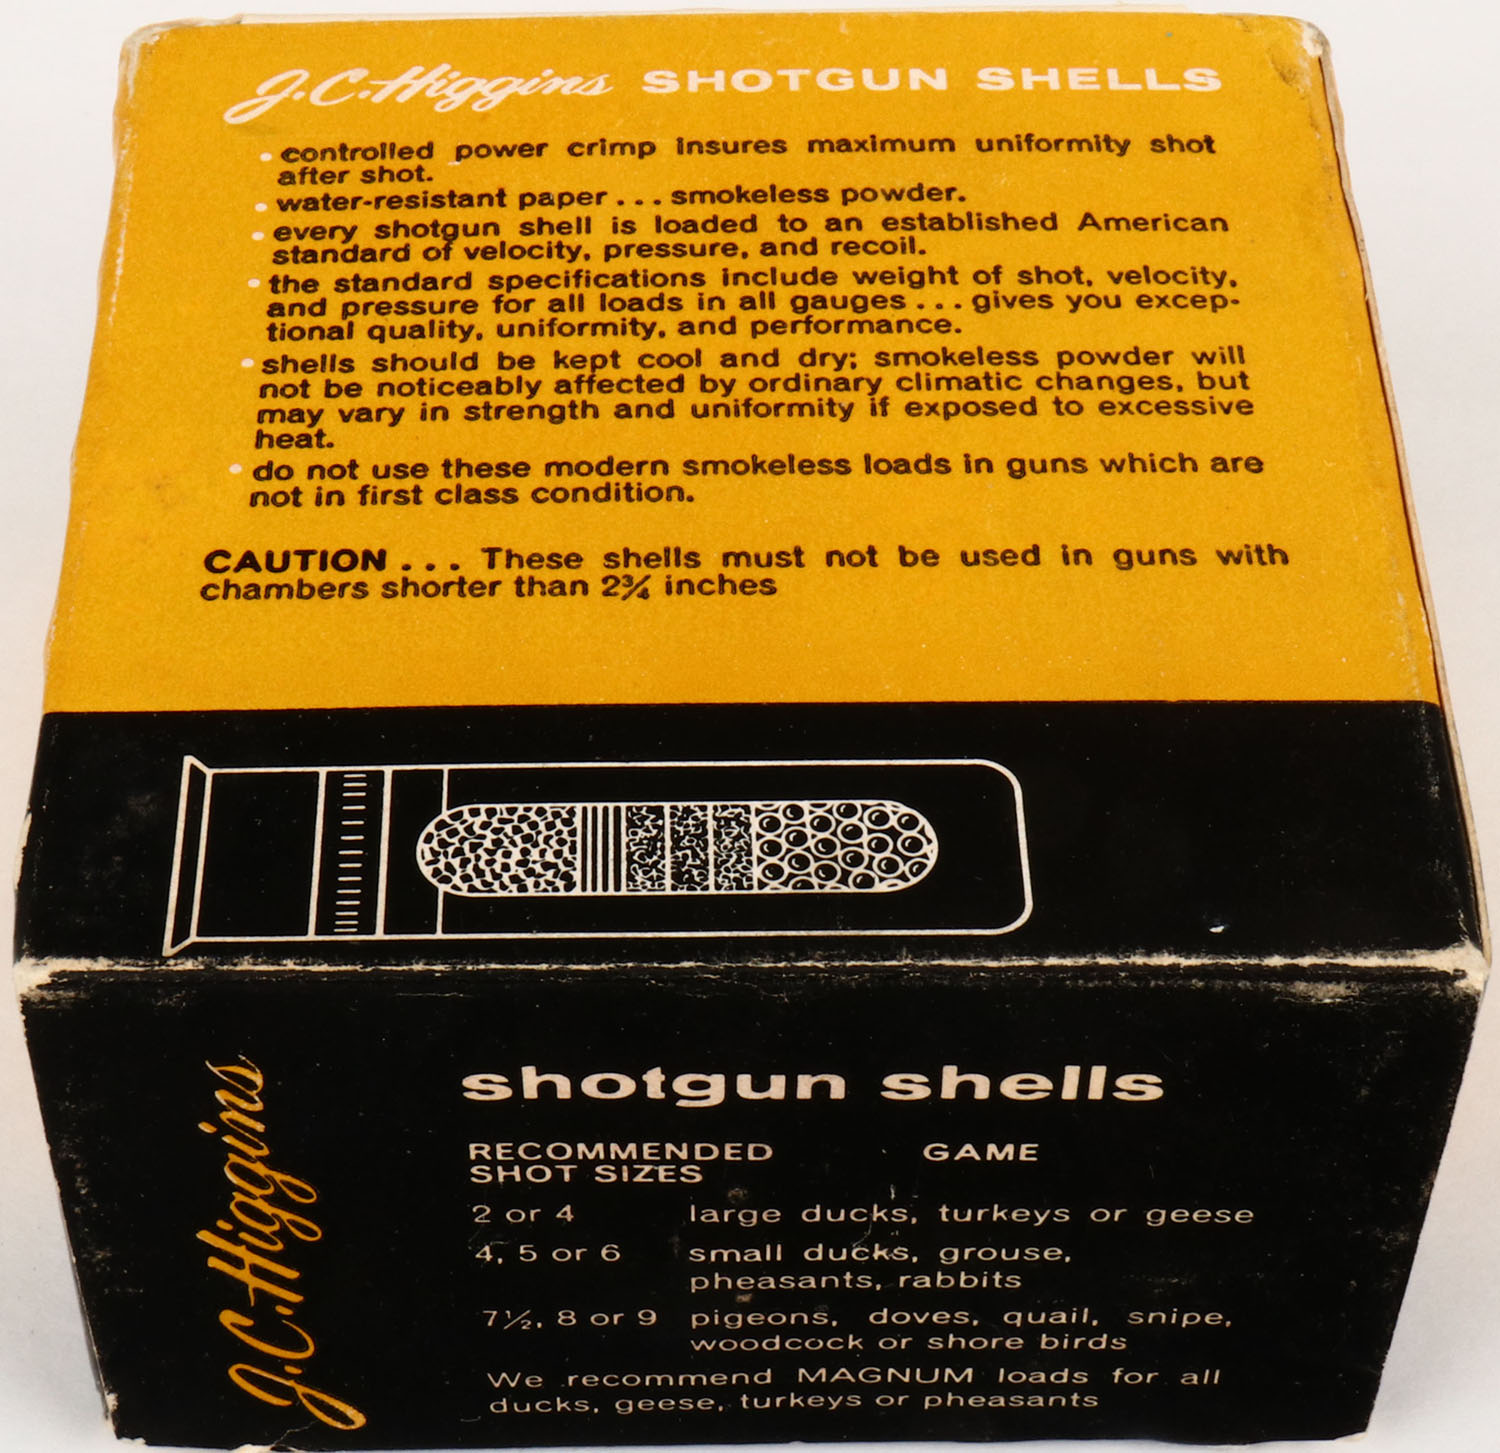 J.C. Higgins SHOTGUN SHELLS
• controlled power crimp insures maximum uniformity shot
after shot.
• water-resistant paper . . . smokeless powder.
• every shotgun shell is loaded to an established American
standard of velocity, pressure, and recoil.
• the standard specifications include weight of shot, velocity,
and pressure for all loads in all gauges . . . gives you excep-
tional quality, uniformity, and performance.
• shells should be kept cool and dry; smokeless powder will
not be noticeably affected by ordinary climatic changes, but
may vary in strength and uniformity if exposed to excessive
heat.
• do not use these modern smokeless loads in guns which are
not in first class condition.
CAUTION . . . These shells must not be used in guns with
chambers shorter than 2¾ inches
J.C. Higgins
shotgun shells
RECOMMENDED GAME
SHOT SIZES
2 or 4 large ducks, turkeys or geese
4, 5 or 6 small ducks, grouse,
pheasants, rabbits
7½, 8 or 9 pigeons, doves, quail, snipe,
woodcock or shore birds
We recommend MAGNUM loads for all
ducks, geese, turkeys or pheasants